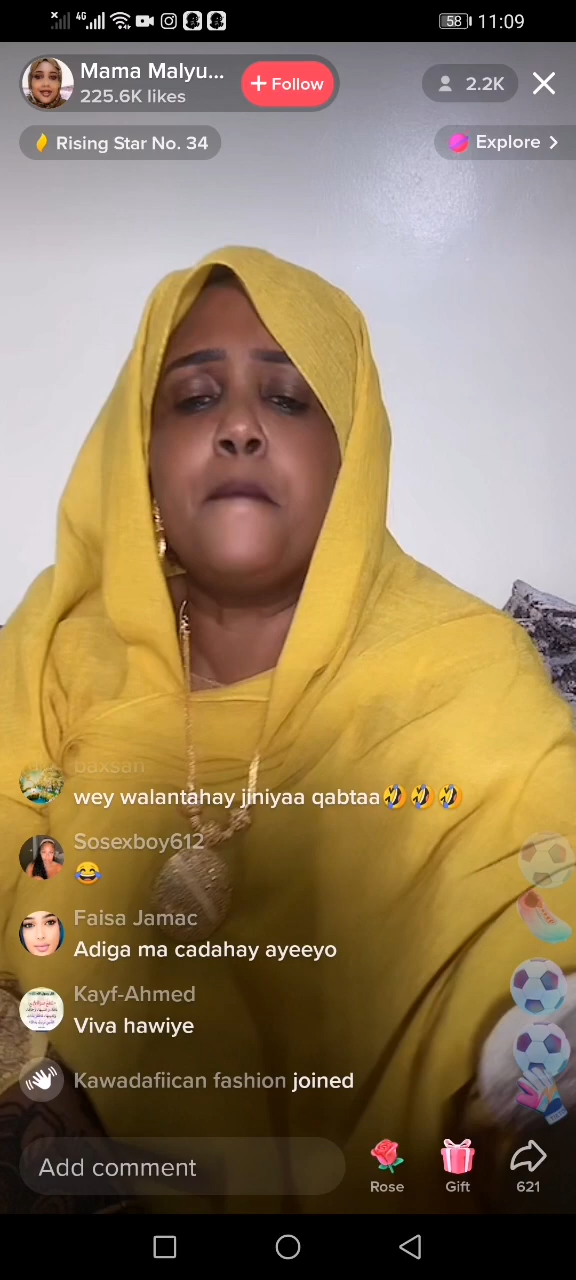 4G
58
11:09
Mama Malyu...
225.6K likes
+ Follow
2.2K
Rising Star No. 34
Explore >
baxsan
wey walantahay jiniyaa qabtaa🤣🤣🤣
Sosexboy612
😂
Faisa Jamac
Adiga ma cadahay ayeeyo
Kayf-Ahmed
Viva hawiye
Kawadafiican fashion joined
Add comment
Rose
Gift
621